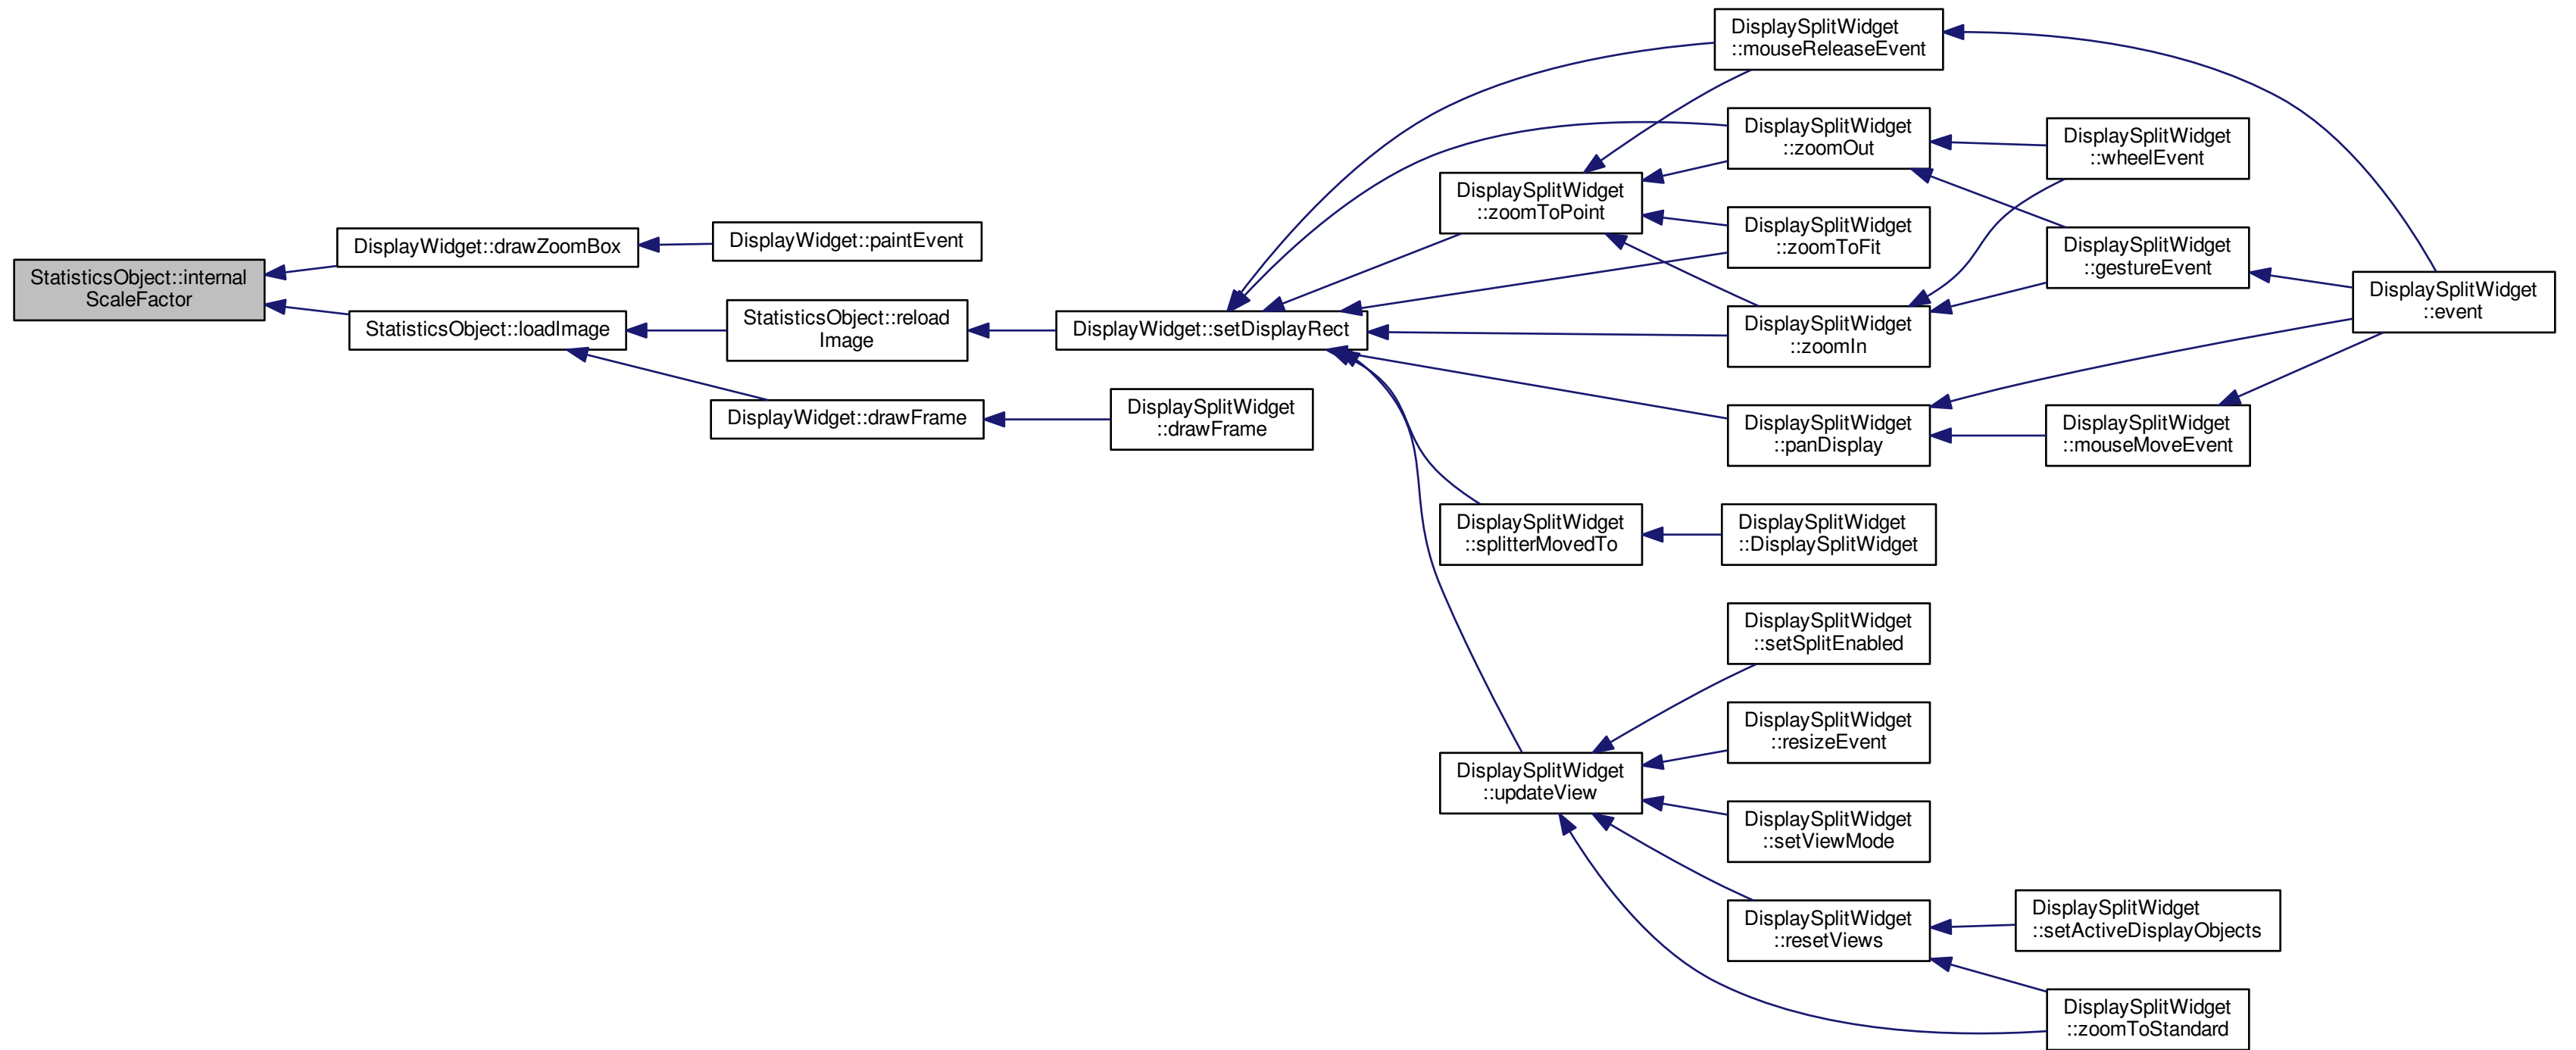 StatisticsObject::internal
ScaleFactor
DisplayWidget::drawZoomBox
DisplayWidget::paintEvent
StatisticsObject::loadImage
StatisticsObject::reload
Image
DisplayWidget::drawFrame
DisplaySplitWidget
::drawFrame
DisplayWidget::setDisplayRect
DisplaySplitWidget
::mouseReleaseEvent
DisplaySplitWidget
::zoomToPoint
DisplaySplitWidget
::zoomOut
DisplaySplitWidget
::zoomToFit
DisplaySplitWidget
::zoomIn
DisplaySplitWidget
::wheelEvent
DisplaySplitWidget
::gestureEvent
DisplaySplitWidget
::event
DisplaySplitWidget
::panDisplay
DisplaySplitWidget
::mouseMoveEvent
DisplaySplitWidget
::splitterMovedTo
DisplaySplitWidget
::DisplaySplitWidget
DisplaySplitWidget
::updateView
DisplaySplitWidget
::setSplitEnabled
DisplaySplitWidget
::resizeEvent
DisplaySplitWidget
::setViewMode
DisplaySplitWidget
::resetViews
DisplaySplitWidget
::setActiveDisplayObjects
DisplaySplitWidget
::zoomToStandard